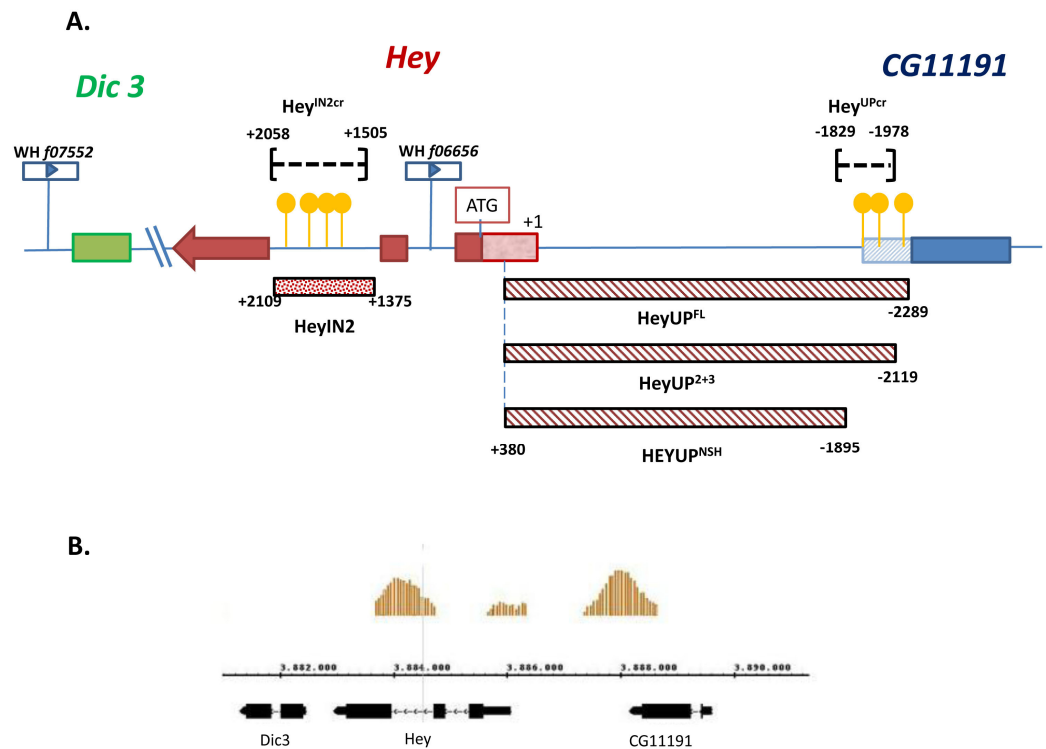 A.
Hey
CG11191
Dic 3
Hey^IN2cr
Hey^UPcr
+2058 +1505
-1829 -1978
WH f07552
WH f06656
ATG
+1
+2109 +1375
HeyIN2
HeyUP^FL
-2289
HeyUP^2+3
-2119
+380
HEYUP^NSH
-1895
B.
3.882.000 3.884.000 3.886.000 3.888.000 3.890.000
Dic3 Hey CG11191